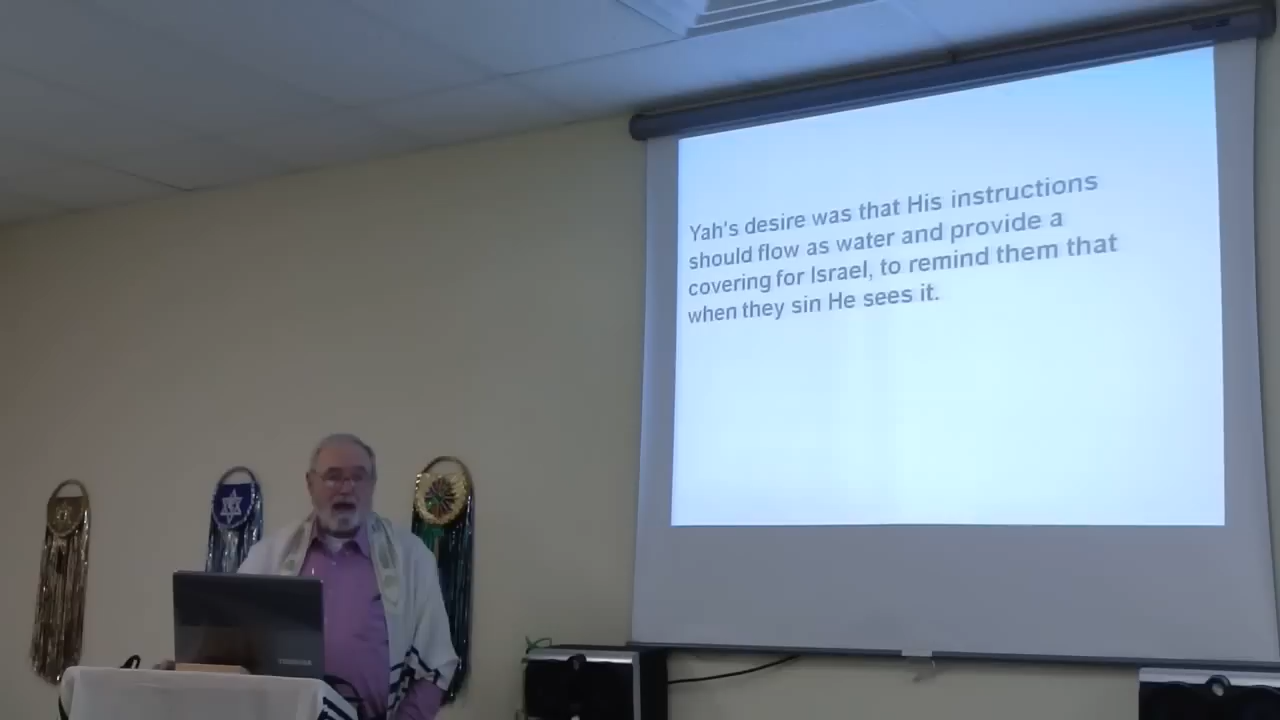 Yah's desire was that His instructions
should flow as water and provide a
covering for Israel, to remind them that
when they sin He sees it.
TOSHIBA